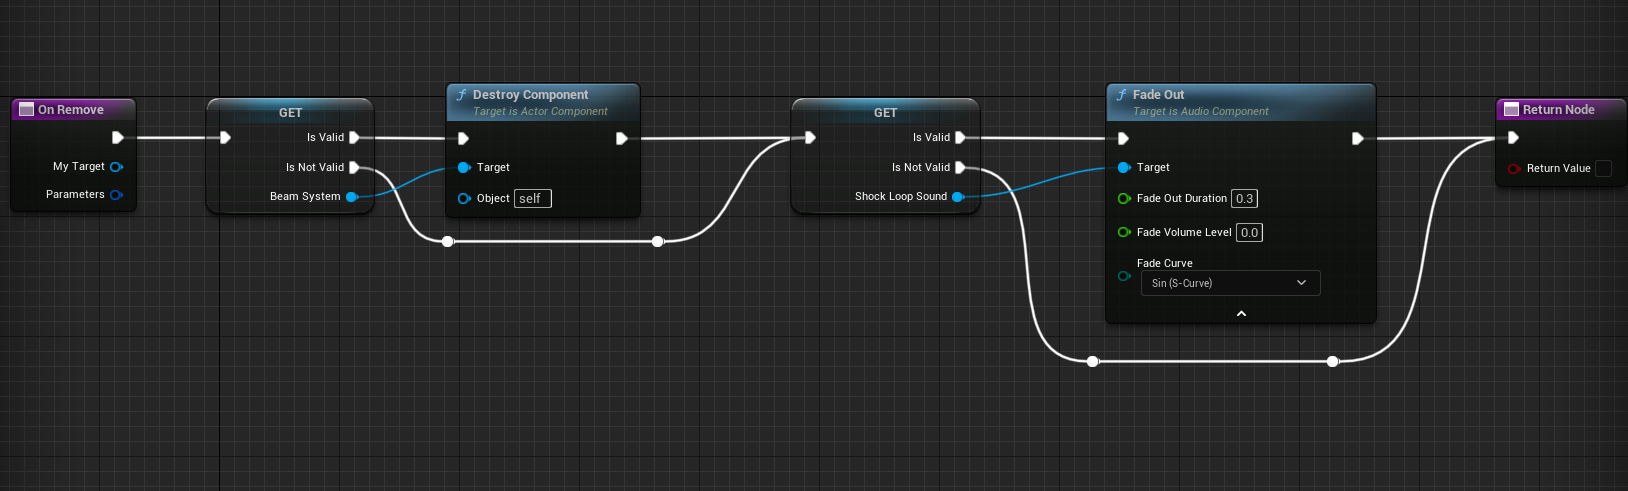 On Remove
My Target
Parameters
GET
Is Valid
Is Not Valid
Beam System
Destroy Component
Target is Actor Component
Target
Object self
GET
Is Valid
Is Not Valid
Shock Loop Sound
Fade Out
Target is Audio Component
Target
Fade Out Duration 0.3
Fade Volume Level 0.0
Fade Curve
Sin (S-Curve)
Return Node
Return Value